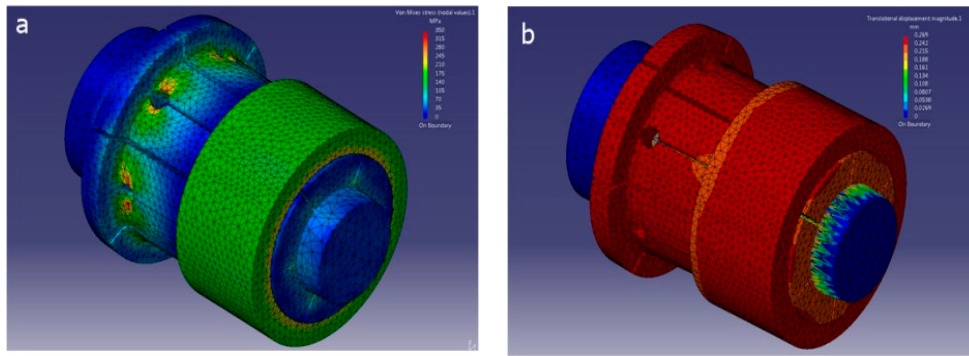 a
Von Mises stress (nodal values).1
MPa
350
315
280
245
210
175
140
105
70
35
0
On Boundary
b
Translational displacement magnitude.1
mm
0.269
0.242
0.215
0.188
0.161
0.134
0.108
0.0807
0.0538
0.0269
0
On Boundary